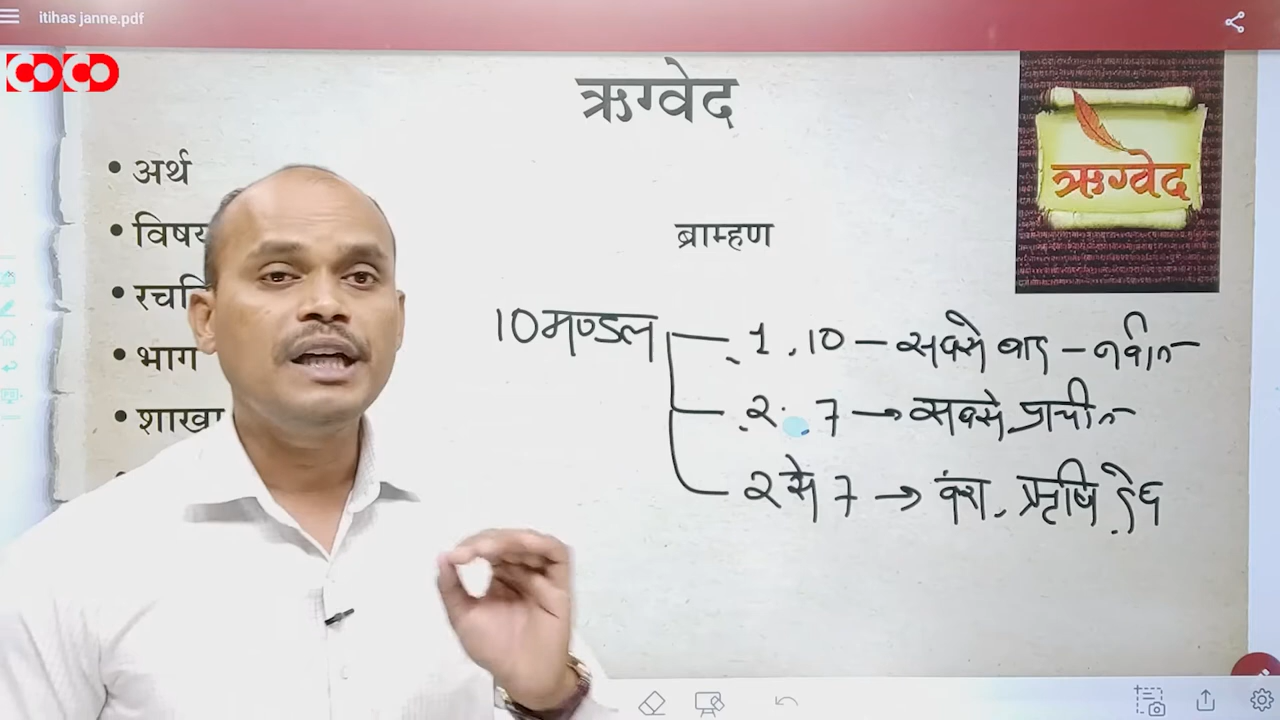 itihas janne.pdf
COCO
ऋग्वेद
ऋग्वेद
• अर्थ
• विषय
ब्राम्हण
• रचि
• भाग
• शाखा
10 मण्डल
1, 10 – सबसे बाद – नवीन
2. 7 → सबसे प्राचीन
2 से 7 → वंश, ऋषि